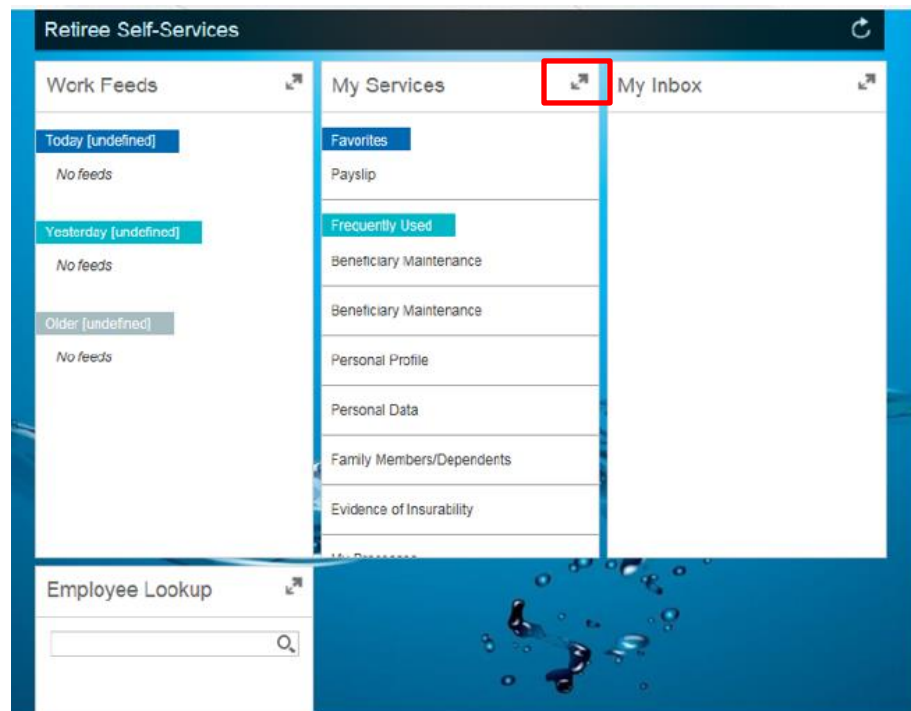 Retiree Self-Services
Work Feeds
Today [undefined]
No feeds
Yesterday [undefined]
No feeds
Older [undefined]
No feeds
My Services
Favorites
Payslip
Frequently Used
Beneficiary Maintenance
Beneficiary Maintenance
Personal Profile
Personal Data
Family Members/Dependents
Evidence of Insurability
My Processes
My Inbox
Employee Lookup